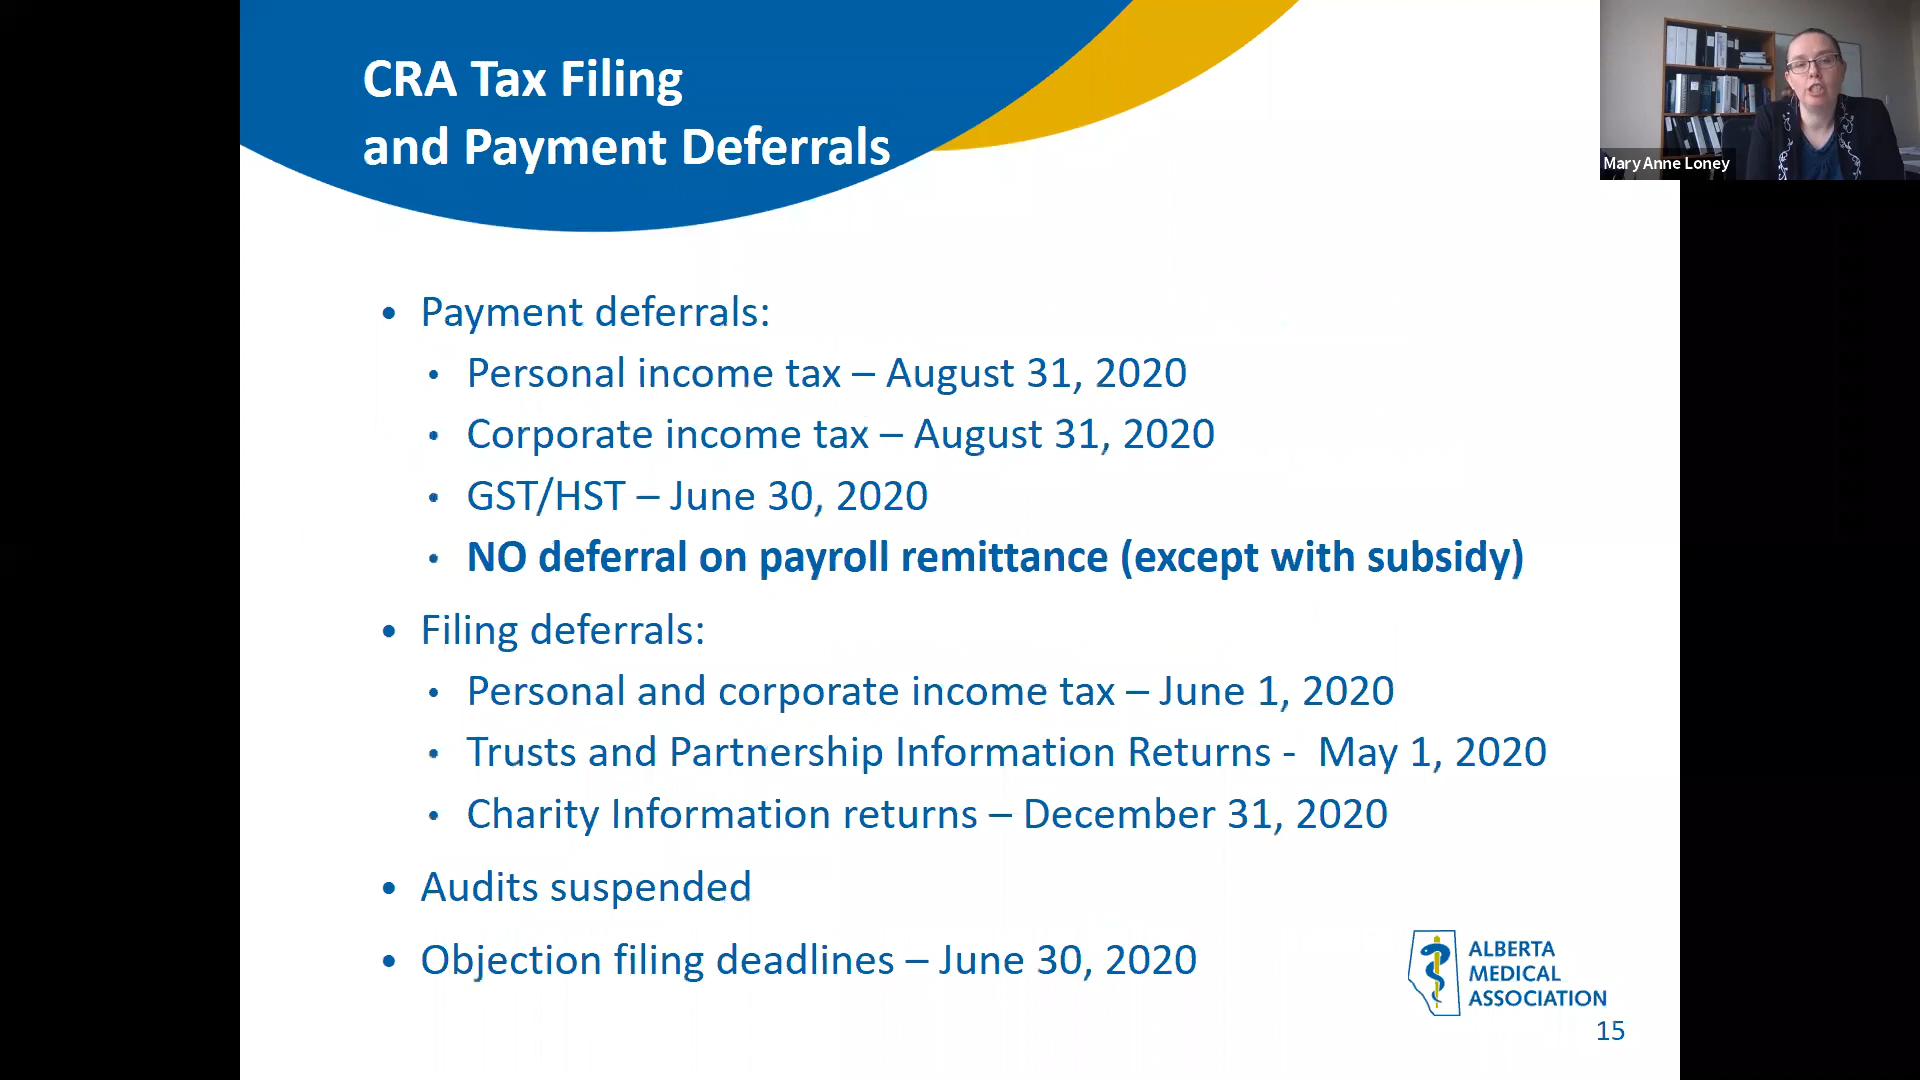 CRA Tax Filing
and Payment Deferrals
Mary Anne Loney
• Payment deferrals:
• Personal income tax – August 31, 2020
• Corporate income tax – August 31, 2020
• GST/HST – June 30, 2020
• NO deferral on payroll remittance (except with subsidy)
• Filing deferrals:
• Personal and corporate income tax – June 1, 2020
• Trusts and Partnership Information Returns - May 1, 2020
• Charity Information returns – December 31, 2020
• Audits suspended
• Objection filing deadlines – June 30, 2020
ALBERTA
MEDICAL
ASSOCIATION
15